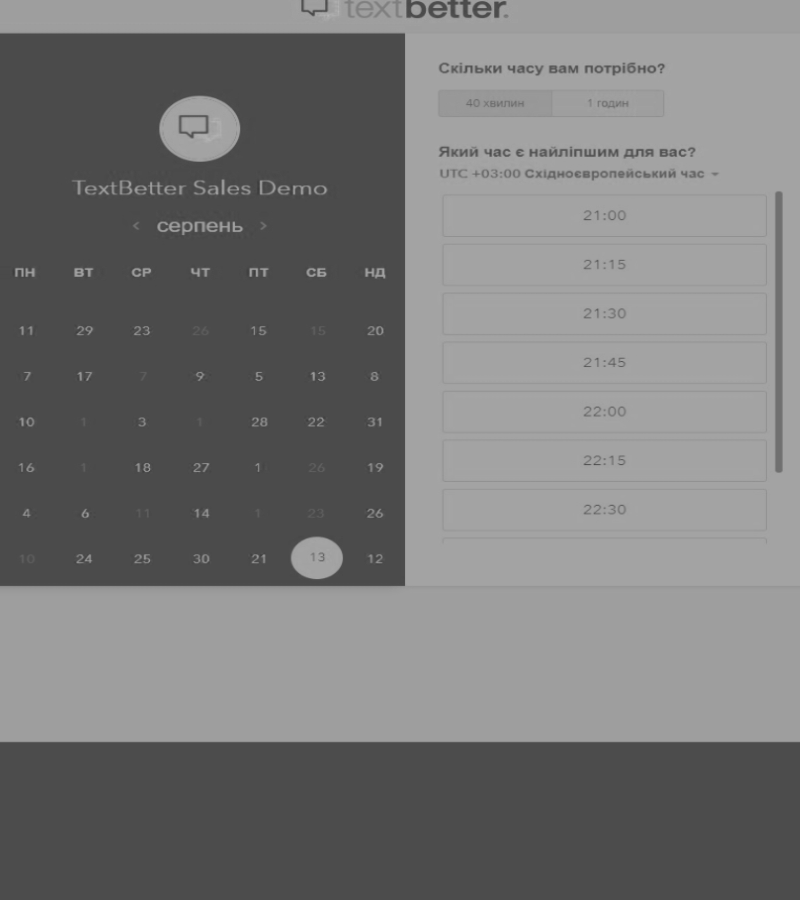 textbetter.
TextBetter Sales Demo
‹ серпень ›
ПН ВТ СР ЧТ ПТ СБ НД
11 29 23 26 15 15 20
7 17 7 9 5 13 8
10 1 3 1 28 22 31
16 1 18 27 1 26 19
4 6 11 14 1 23 26
10 24 25 30 21 13 12
Скільки часу вам потрібно?
40 хвилин 1 годин
Який час є найліпшим для вас?
UTC +03:00 Східноєвропейський час
21:00
21:15
21:30
21:45
22:00
22:15
22:30